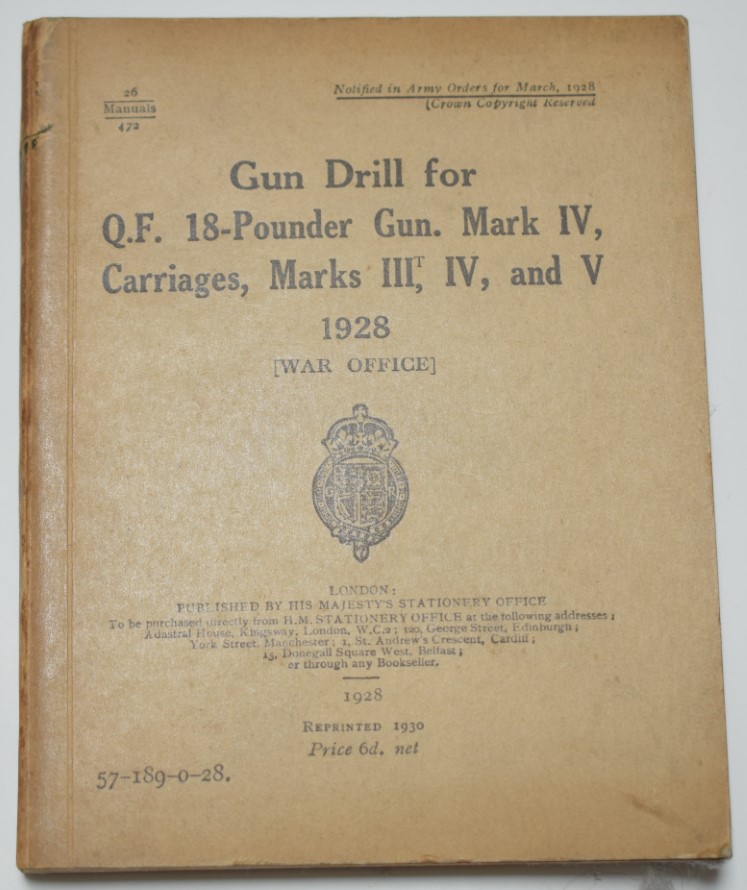 26
Manuals
472
Notified in Army Orders for March, 1928
[Crown Copyright Reserved
Gun Drill for
Q.F. 18-Pounder Gun. Mark IV,
Carriages, Marks IIIᵀ, IV, and V
1928
[WAR OFFICE]
G R
LONDON:
PUBLISHED BY HIS MAJESTY'S STATIONERY OFFICE
To be purchased directly from H.M. STATIONERY OFFICE at the following addresses;
Adastral House, Kingsway, London, W.C.2; 120, George Street, Edinburgh;
York Street, Manchester; 1, St. Andrew's Crescent, Cardiff;
15, Donegall Square West, Belfast;
or through any Bookseller.
1928
REPRINTED 1930
Price 6d. net
57-189-0-28.